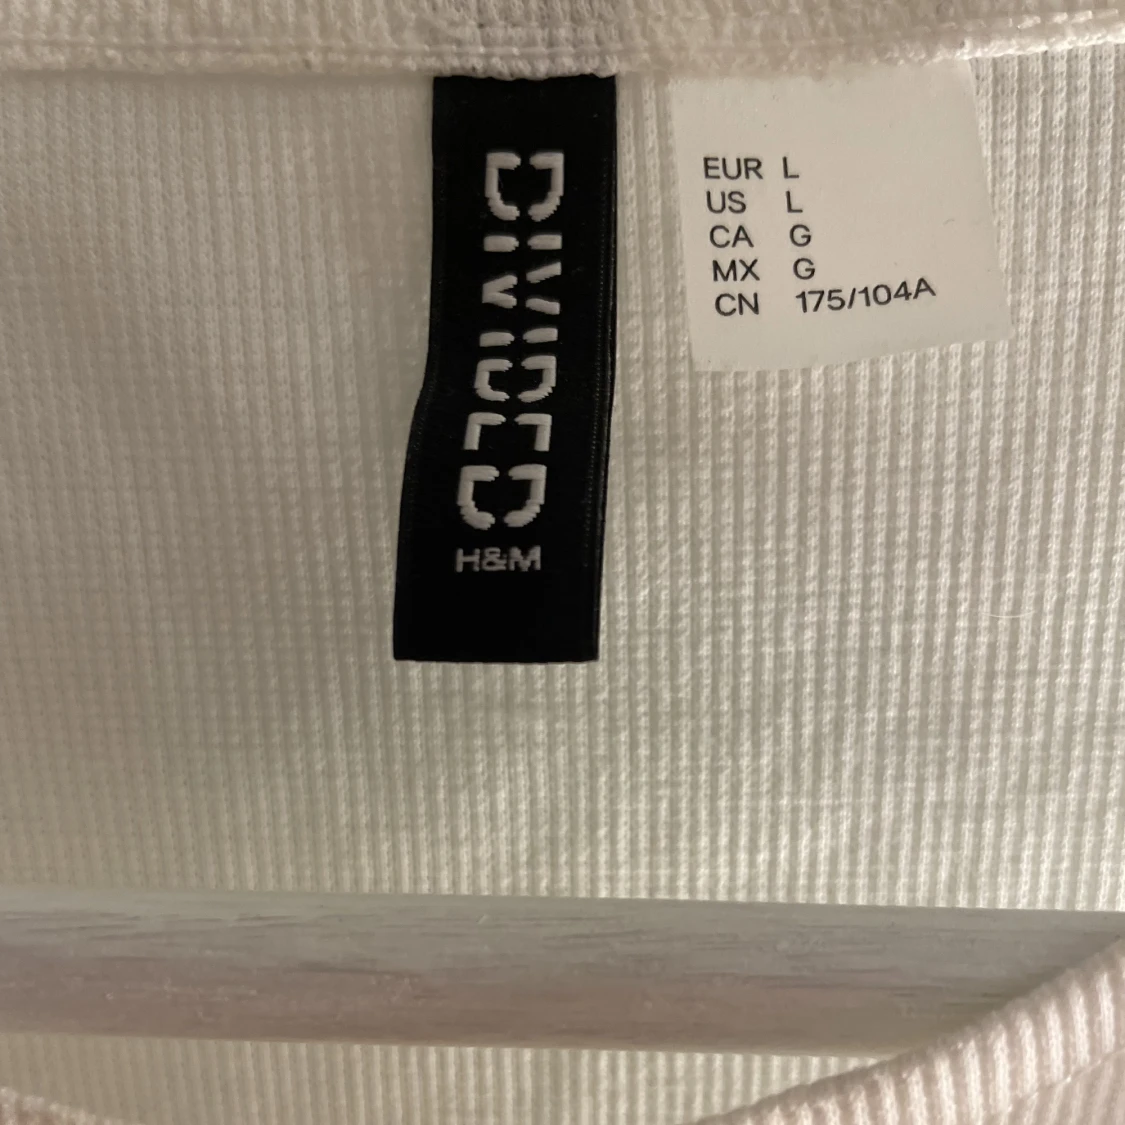 DIVIDED
H&M
EUR L
US L
CA G
MX G
CN 175/104A